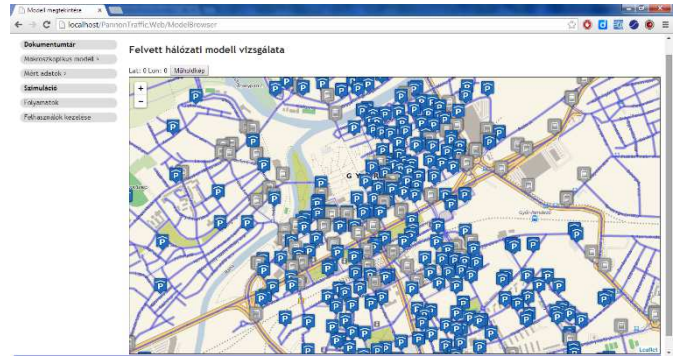 Modell megtekintése
localhost/PannonTraffic.Web/ModelBrowser
Dokumentumtár
Makroszkopikus modell
Mért adatok
Szimuláció
Folyamatok
Felhasználók kezelése
Felvett hálózati modell vizsgálata
Lat: 0 Lon: 0 Műholdkép
+
−
G Y
Leaflet